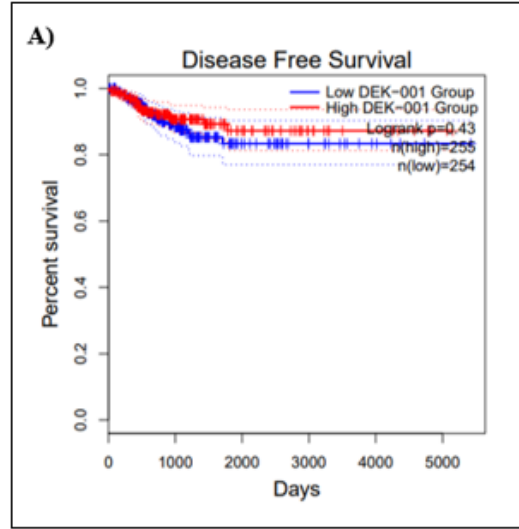 A)
Disease Free Survival
Low DEK−001 Group
High DEK−001 Group
Logrank p=0.43
n(high)=255
n(low)=254
Percent survival
1.0
0.8
0.6
0.4
0.2
0.0
0 1000 2000 3000 4000 5000
Days